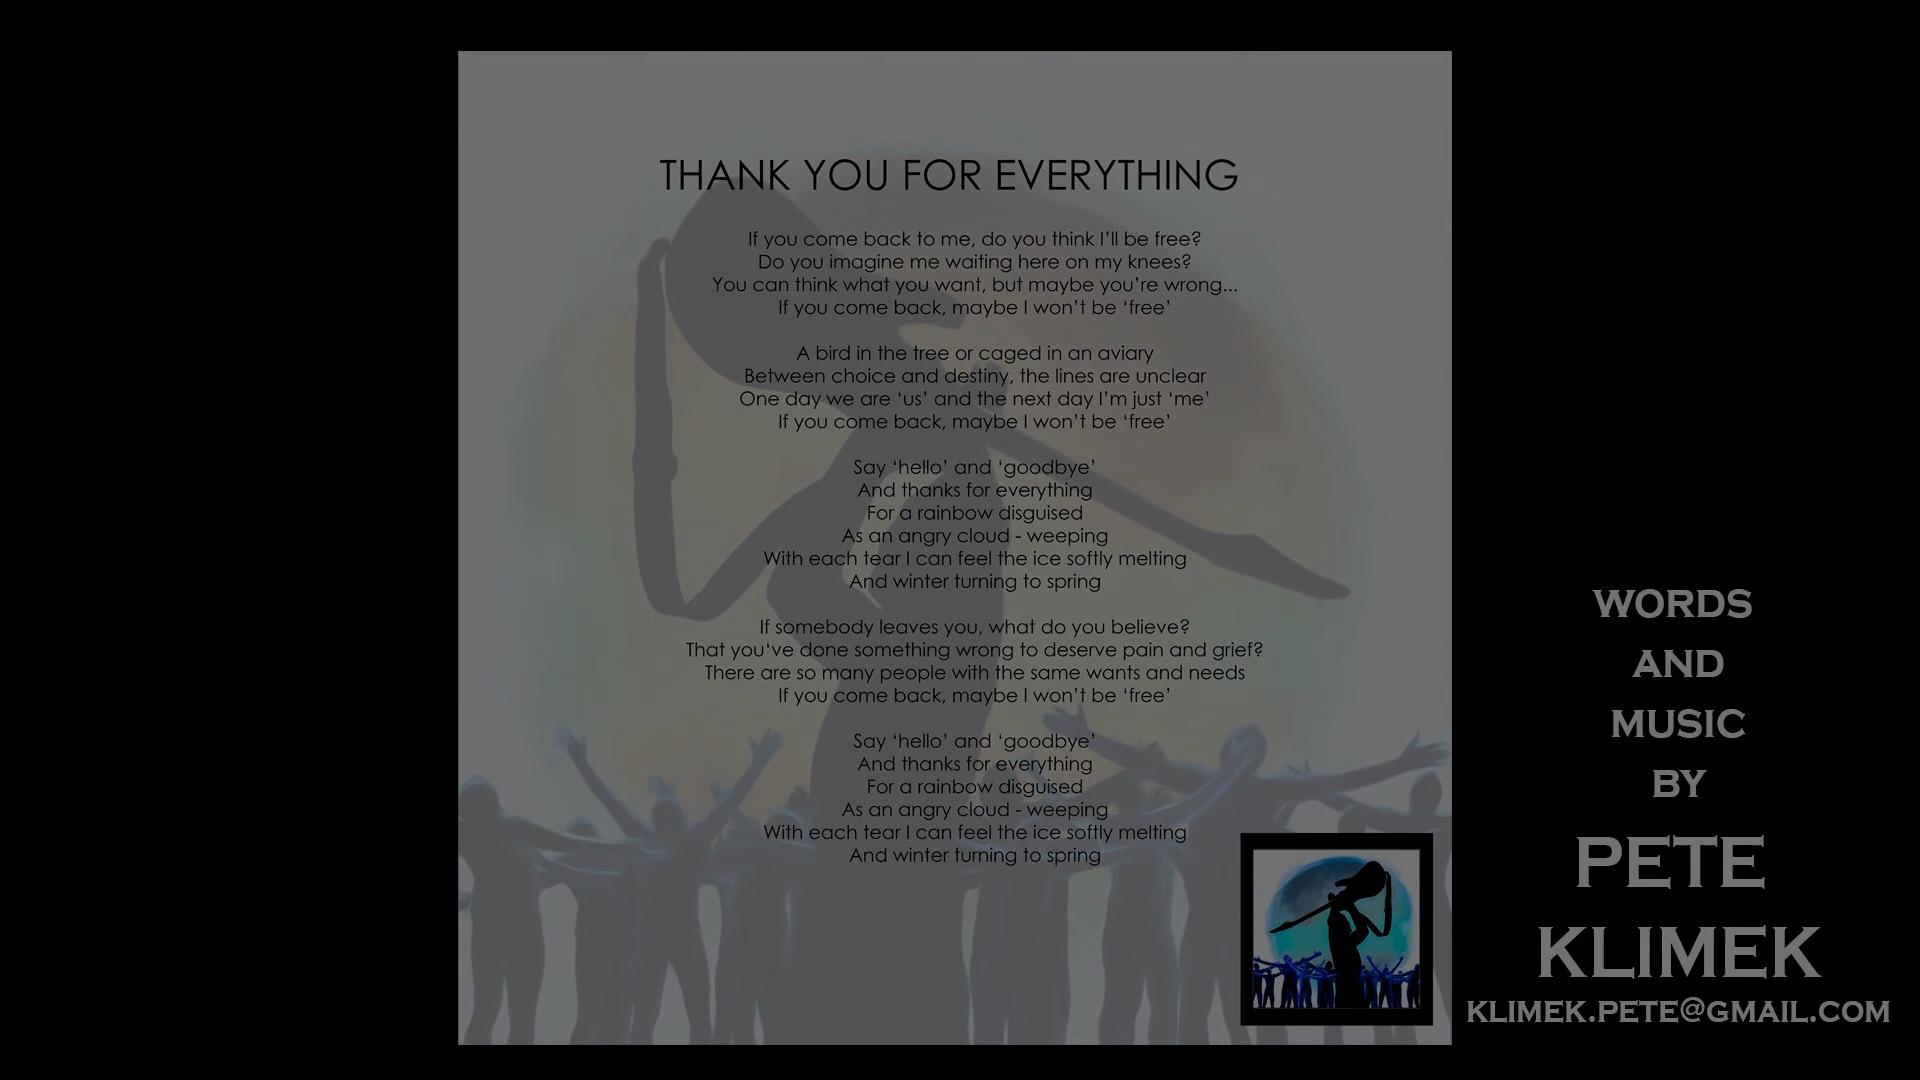 THANK YOU FOR EVERYTHING
If you come back to me, do you think I’ll be free?
Do you imagine me waiting here on my knees?
You can think what you want, but maybe you’re wrong...
If you come back, maybe I won’t be ‘free’
A bird in the tree or caged in an aviary
Between choice and destiny, the lines are unclear
One day we are ‘us’ and the next day I’m just ‘me’
If you come back, maybe I won’t be ‘free’
Say ‘hello’ and ‘goodbye’
And thanks for everything
For a rainbow disguised
As an angry cloud - weeping
With each tear I can feel the ice softly melting
And winter turning to spring
If somebody leaves you, what do you believe?
That you‘ve done something wrong to deserve pain and grief?
There are so many people with the same wants and needs
If you come back, maybe I won’t be ‘free’
Say ‘hello’ and ‘goodbye’
And thanks for everything
For a rainbow disguised
As an angry cloud - weeping
With each tear I can feel the ice softly melting
And winter turning to spring
WORDS
AND
MUSIC
BY
PETE
KLIMEK
KLIMEK.PETE@GMAIL.COM